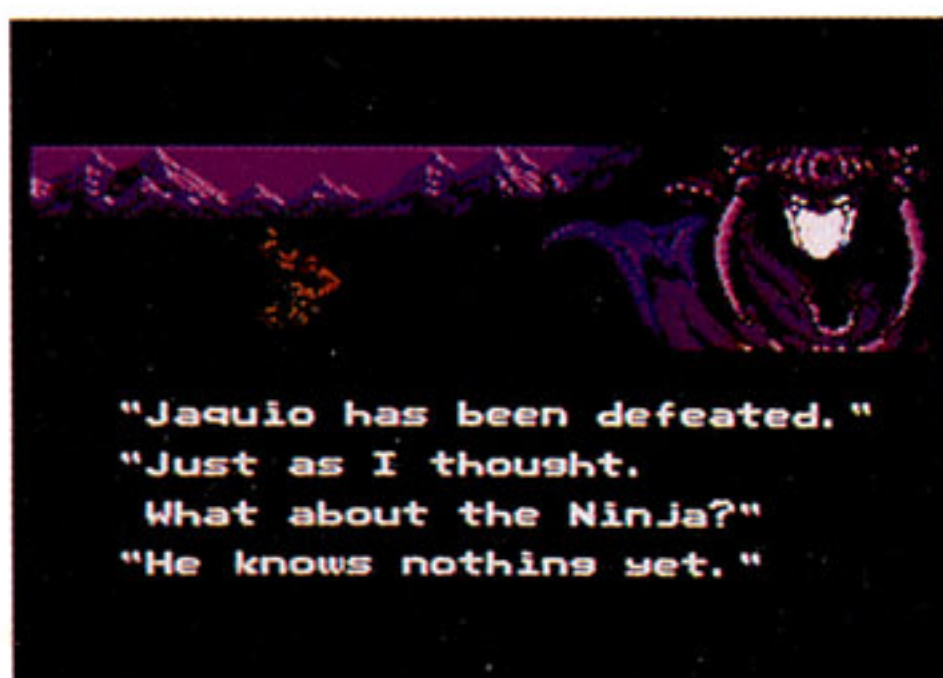 "Jaquio has been defeated."
"Just as I thought.
What about the Ninja?"
"He knows nothing yet."